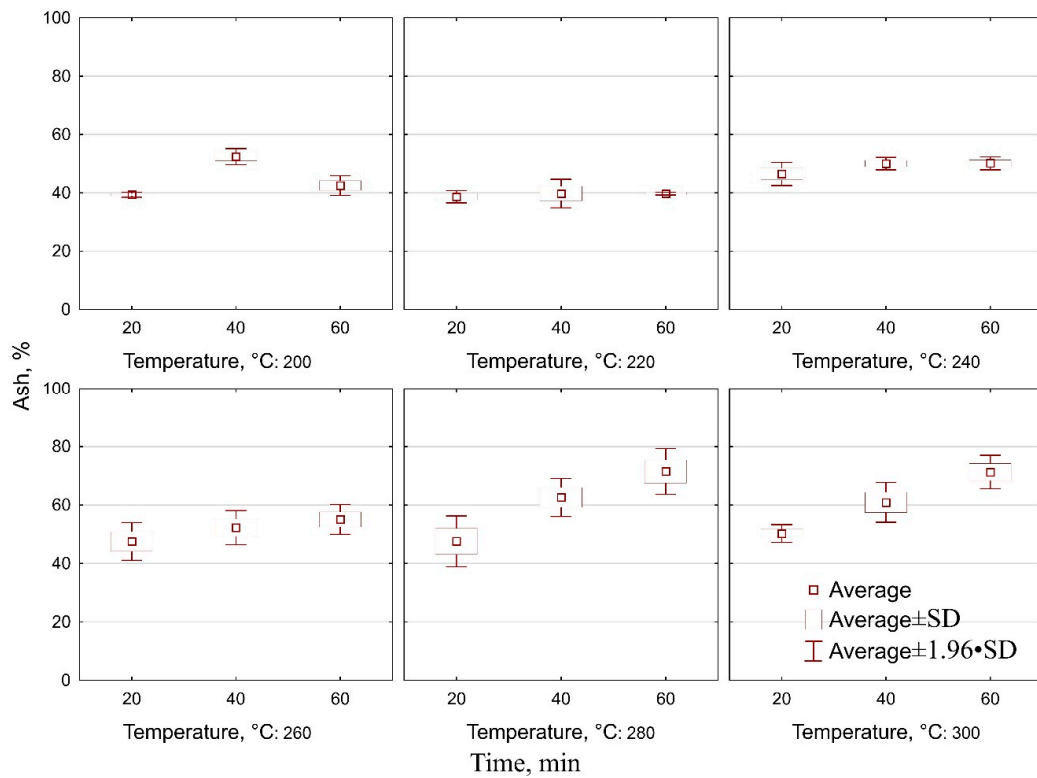 100
80
60
40
20
0
20 40 60
Temperature, °C: 200
20 40 60
Temperature, °C: 220
20 40 60
Temperature, °C: 240
Ash, %
100
80
60
40
20
0
20 40 60
Temperature, °C: 260
20 40 60
Temperature, °C: 280
20 40 60
Temperature, °C: 300
Average
Average±SD
Average±1.96•SD
Time, min